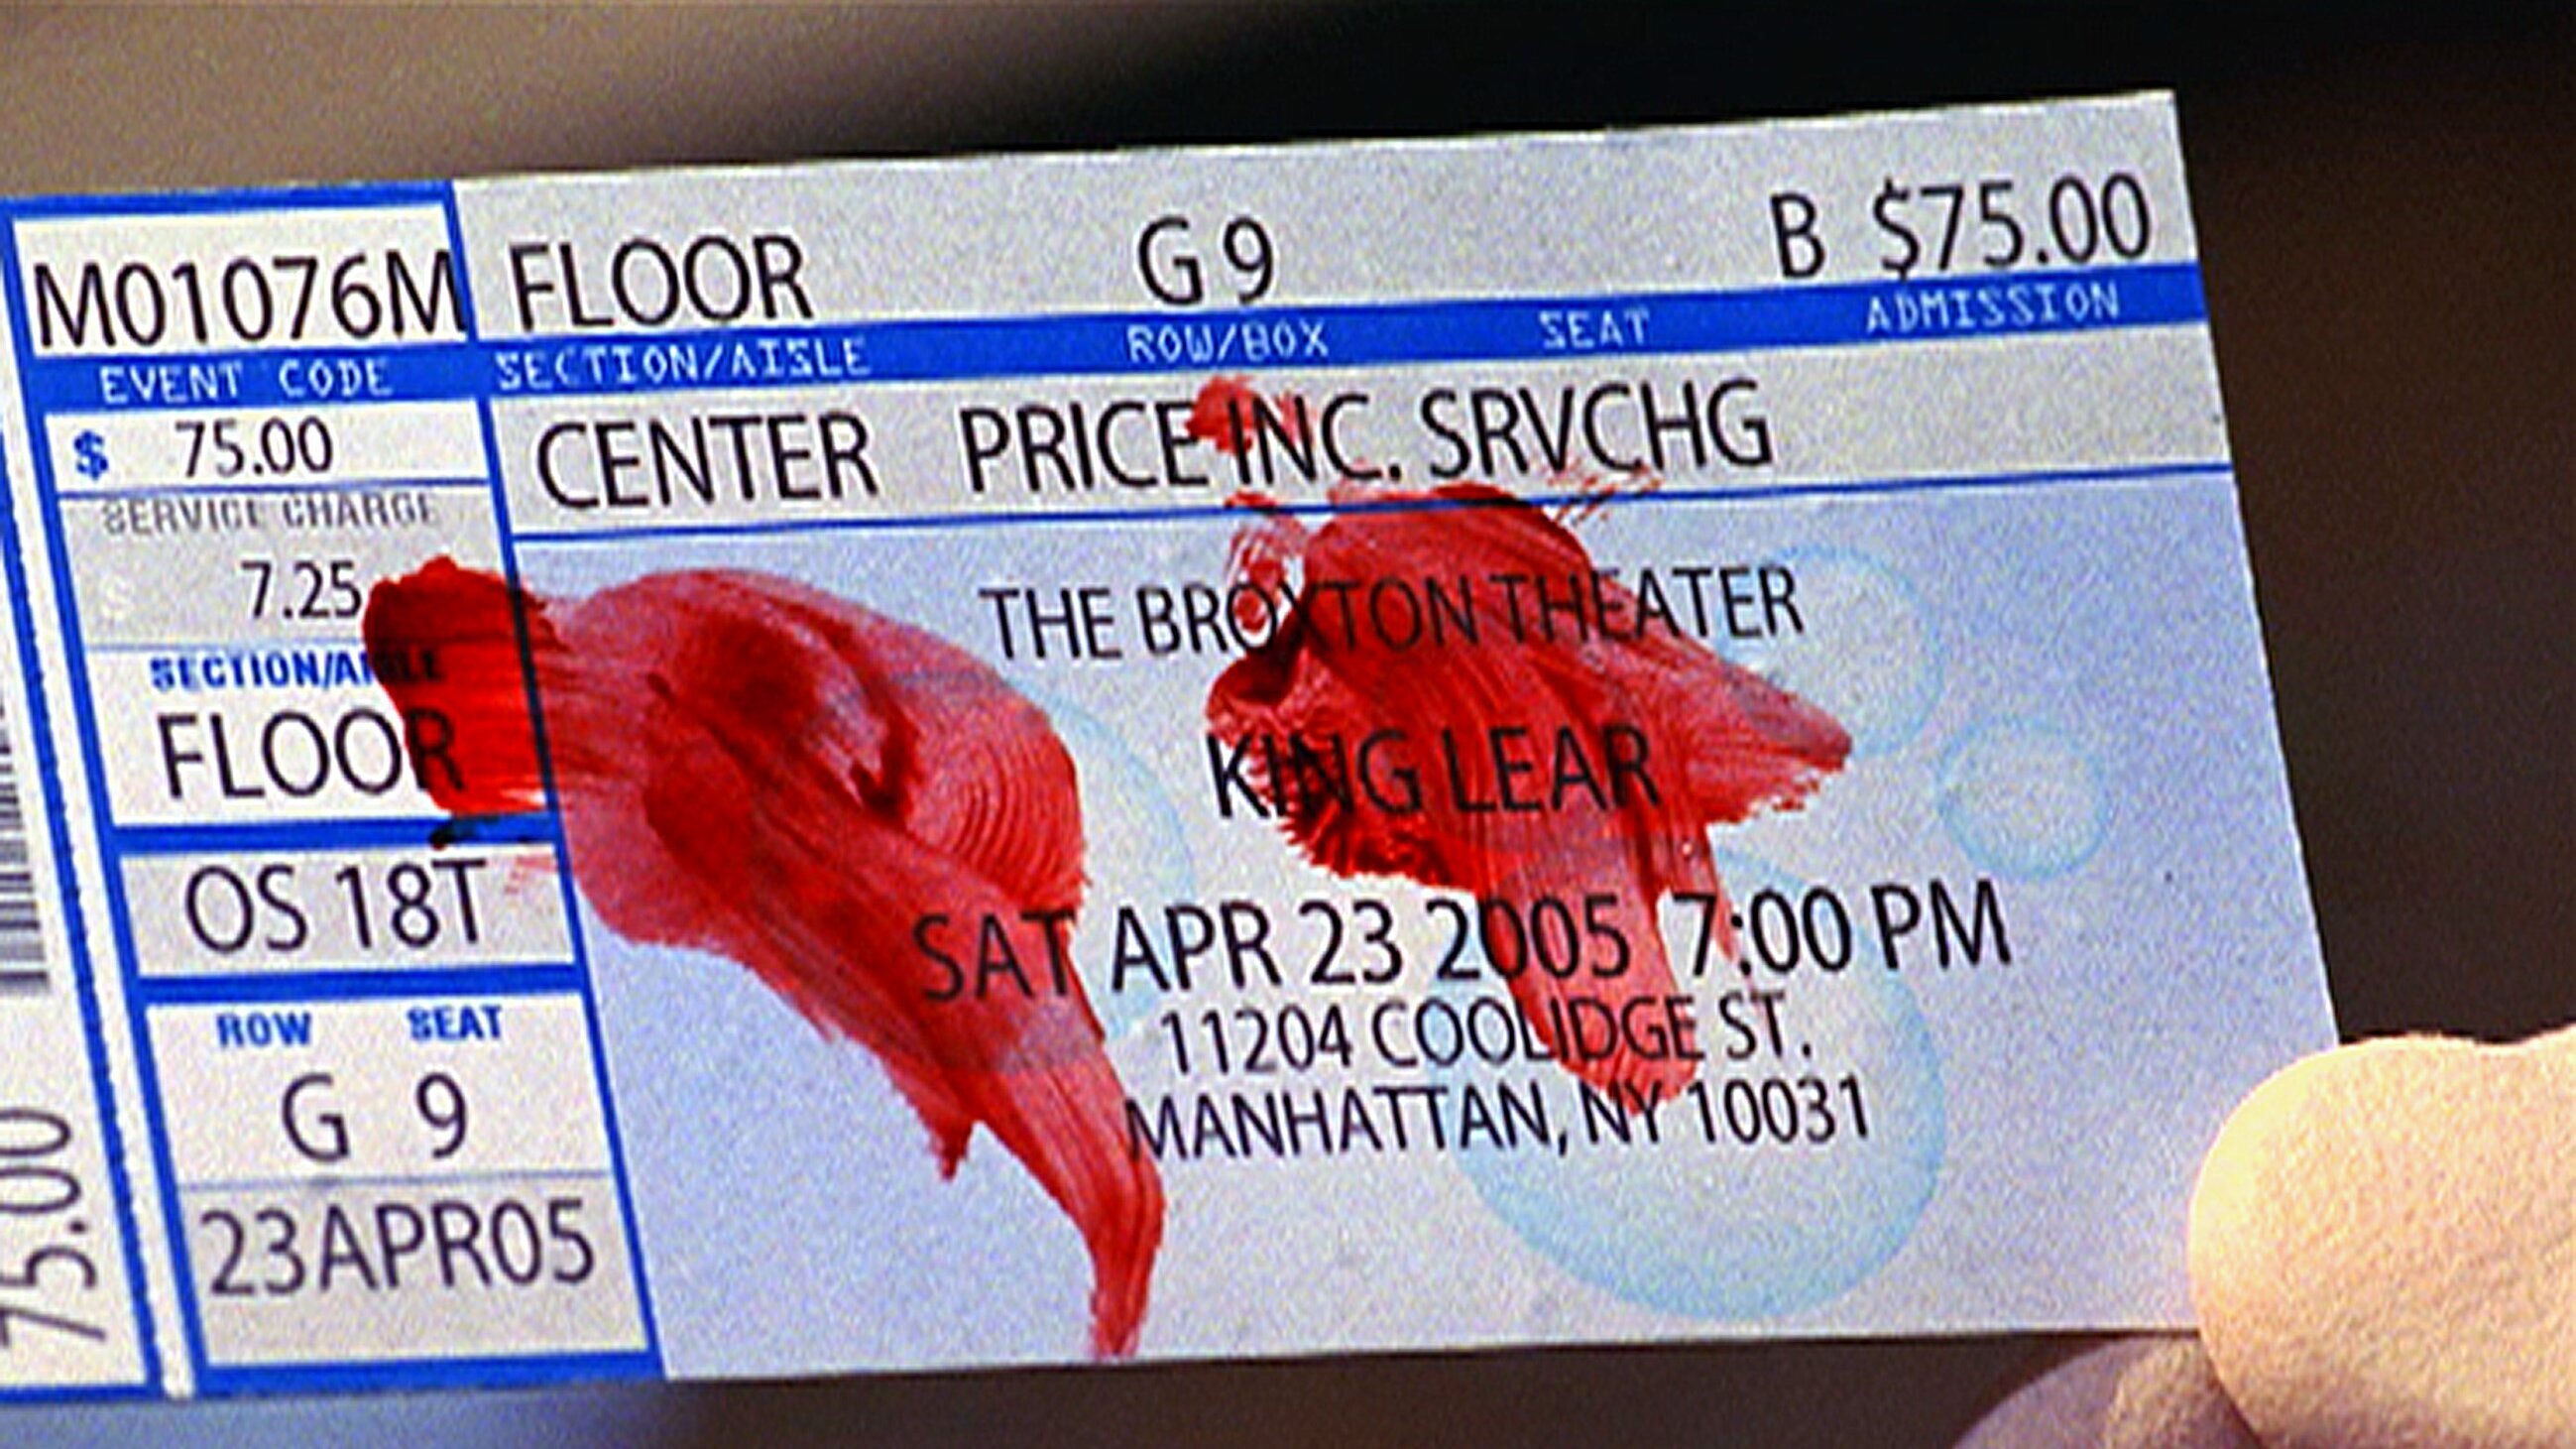 M01076M
EVENT CODE
$ 75.00
SERVICE CHARGE
7.25
SECTION/AISLE
FLOOR
OS 18T
ROW SEAT
G 9
23APR05
75.00
FLOOR G 9 B $75.00
SECTION/AISLE ROW/BOX SEAT ADMISSION
CENTER PRICE INC. SRVCHG
THE BROXTON THEATER
KING LEAR
SAT APR 23 2005 7:00 PM
11204 COOLIDGE ST.
MANHATTAN, NY 10031